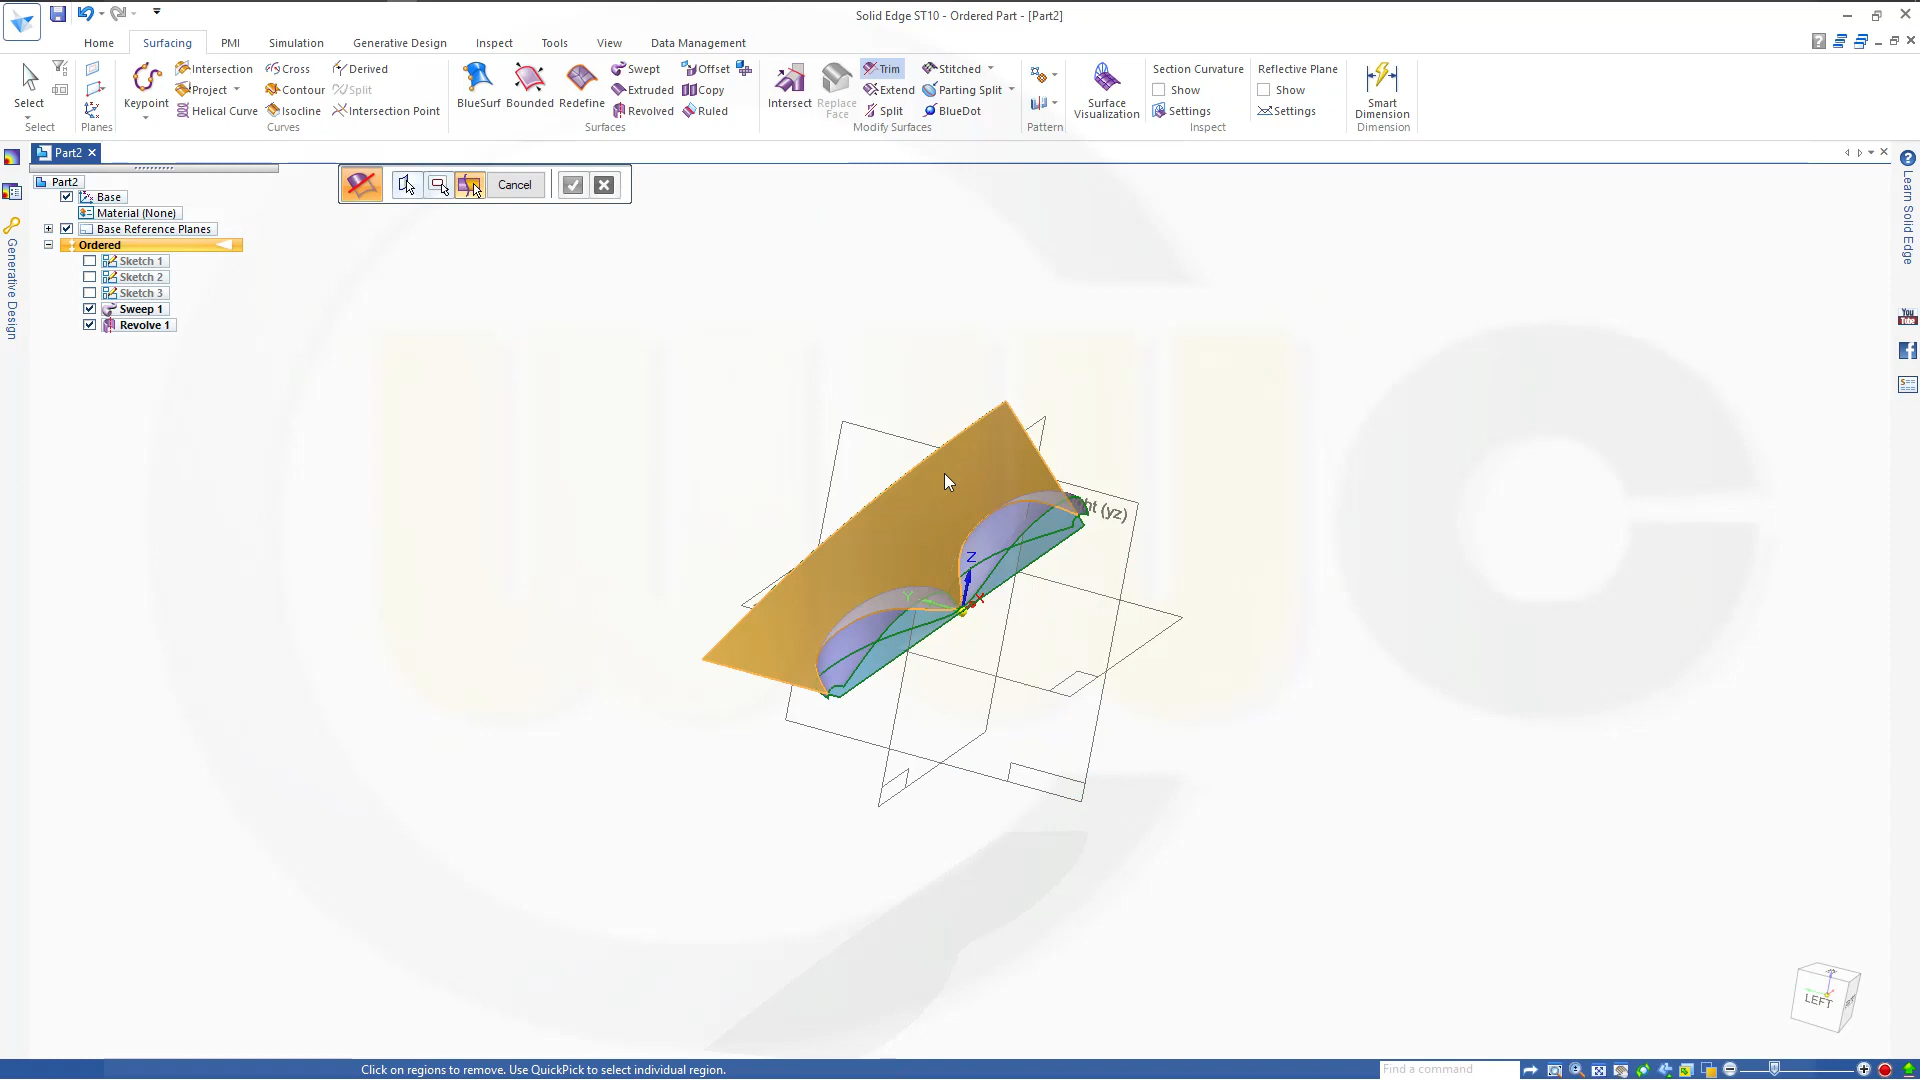 Solid Edge ST10 - Ordered Part - [Part2]
Home Surfacing PMI Simulation Generative Design Inspect Tools View Data Management
Select
Select
Planes
Keypoint
Intersection Cross Derived
Project Contour Split
Helical Curve Isocline Intersection Point
Curves
BlueSurf Bounded Redefine
Swept Offset
Extruded Copy
Revolved Ruled
Surfaces
Intersect Replace Face
Trim Stitched
Extend Parting Split
Split BlueDot
Modify Surfaces
Pattern
Surface Visualization
Section Curvature
Show
Settings
Reflective Plane
Show
Settings
Inspect
Smart Dimension
Dimension
Part2
Cancel
Part2
Base
Material (None)
Base Reference Planes
Ordered
Sketch 1
Sketch 2
Sketch 3
Sweep 1
Revolve 1
Generative Design
Learn Solid Edge
You Tube
ht (yz)
Z
Y
X
LEFT
Click on regions to remove. Use QuickPick to select individual region.
Find a command